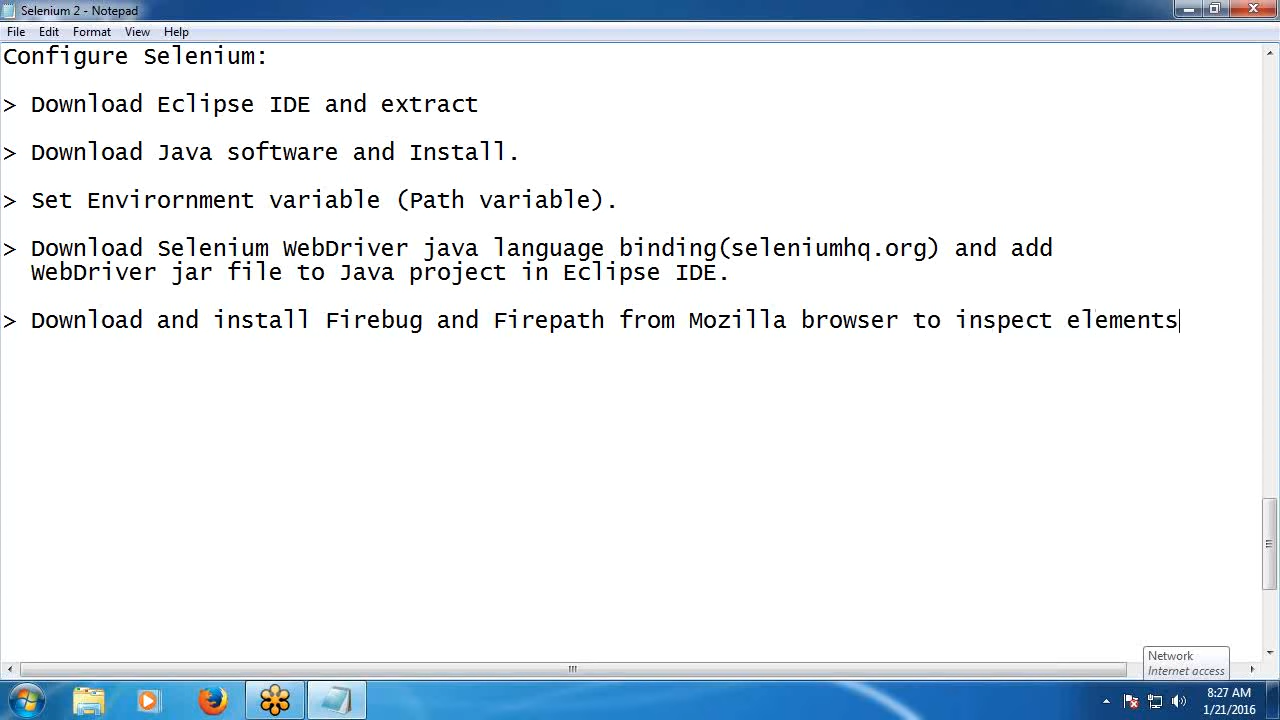 Selenium 2 - Notepad
File Edit Format View Help
Configure Selenium:
> Download Eclipse IDE and extract
> Download Java software and Install.
> Set Envirornment variable (Path variable).
> Download Selenium WebDriver java language binding(seleniumhq.org) and add
WebDriver jar file to Java project in Eclipse IDE.
> Download and install Firebug and Firepath from Mozilla browser to inspect elements
Network
Internet access
8:27 AM
1/21/2016